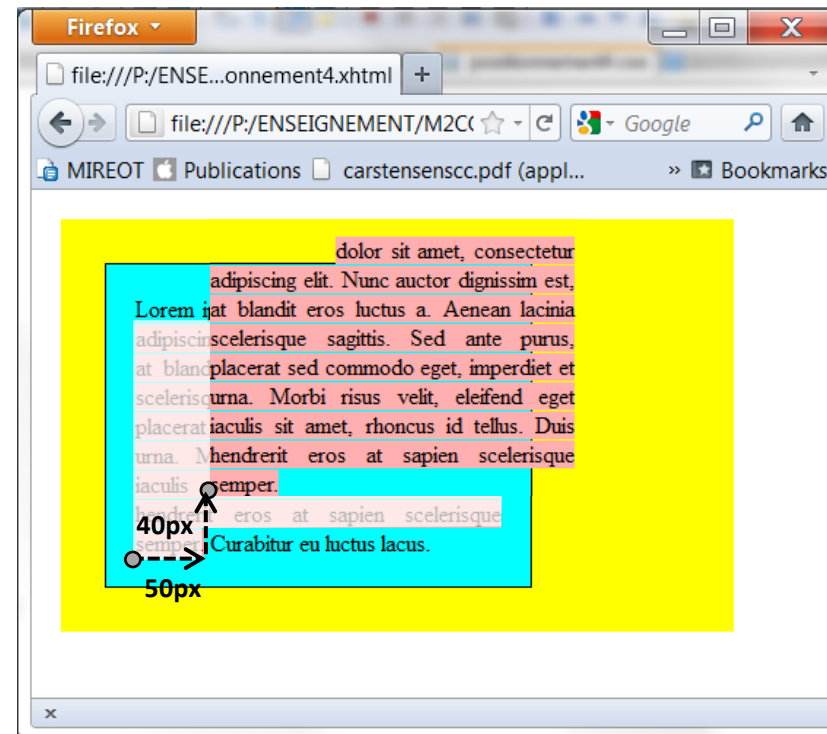 Firefox
file:///P:/ENSE...onnement4.xhtml +
file:///P:/ENSEIGNEMENT/M2C Google
MIREOT Publications carstensenscc.pdf (appl... » Bookmarks
dolor sit amet, consectetur
adipiscing elit. Nunc auctor dignissim est,
Lorem i at blandit eros luctus a. Aenean lacinia
adipiscin scelerisque sagittis. Sed ante purus,
at bland placerat sed commodo eget, imperdiet et
scelerisq urna. Morbi risus velit, eleifend eget
placerat iaculis sit amet, rhoncus id tellus. Duis
urna. M hendrerit eros at sapien scelerisque
iaculis semper.
hendrerit eros at sapien scelerisque
40px
semper. Curabitur eu luctus lacus.
50px
x